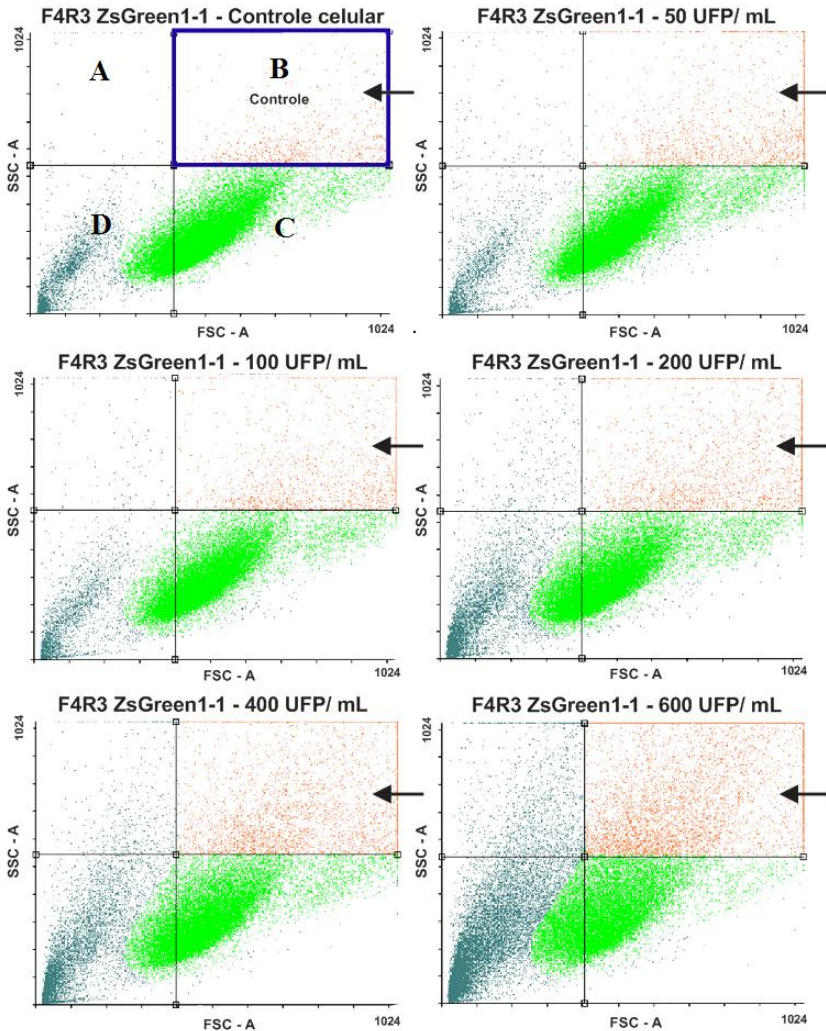 F4R3 ZsGreen1-1 - Controle celular
1024
A
B
Controle
SSC - A
D
C
FSC - A
1024
F4R3 ZsGreen1-1 - 50 UFP/ mL
1024
SSC - A
FSC - A
1024
F4R3 ZsGreen1-1 - 100 UFP/ mL
1024
SSC - A
FSC - A
1024
F4R3 ZsGreen1-1 - 200 UFP/ mL
1024
SSC - A
FSC - A
1024
F4R3 ZsGreen1-1 - 400 UFP/ mL
1024
SSC - A
FSC - A
1024
F4R3 ZsGreen1-1 - 600 UFP/ mL
1024
SSC - A
FSC - A
1024